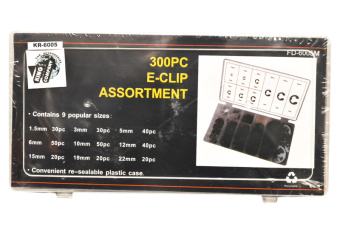 KR-6005
300PC
E-CLIP
ASSORTMENT
FD-6005M
• Contains 9 popular sizes:
1.5mm 30pc 3mm 30pc 5mm 40pc
6mm 50pc 10mm 50pc 12mm 40pc
15mm 20pc 18mm 20pc 22mm 20pc
• Convenient re-sealable plastic case.